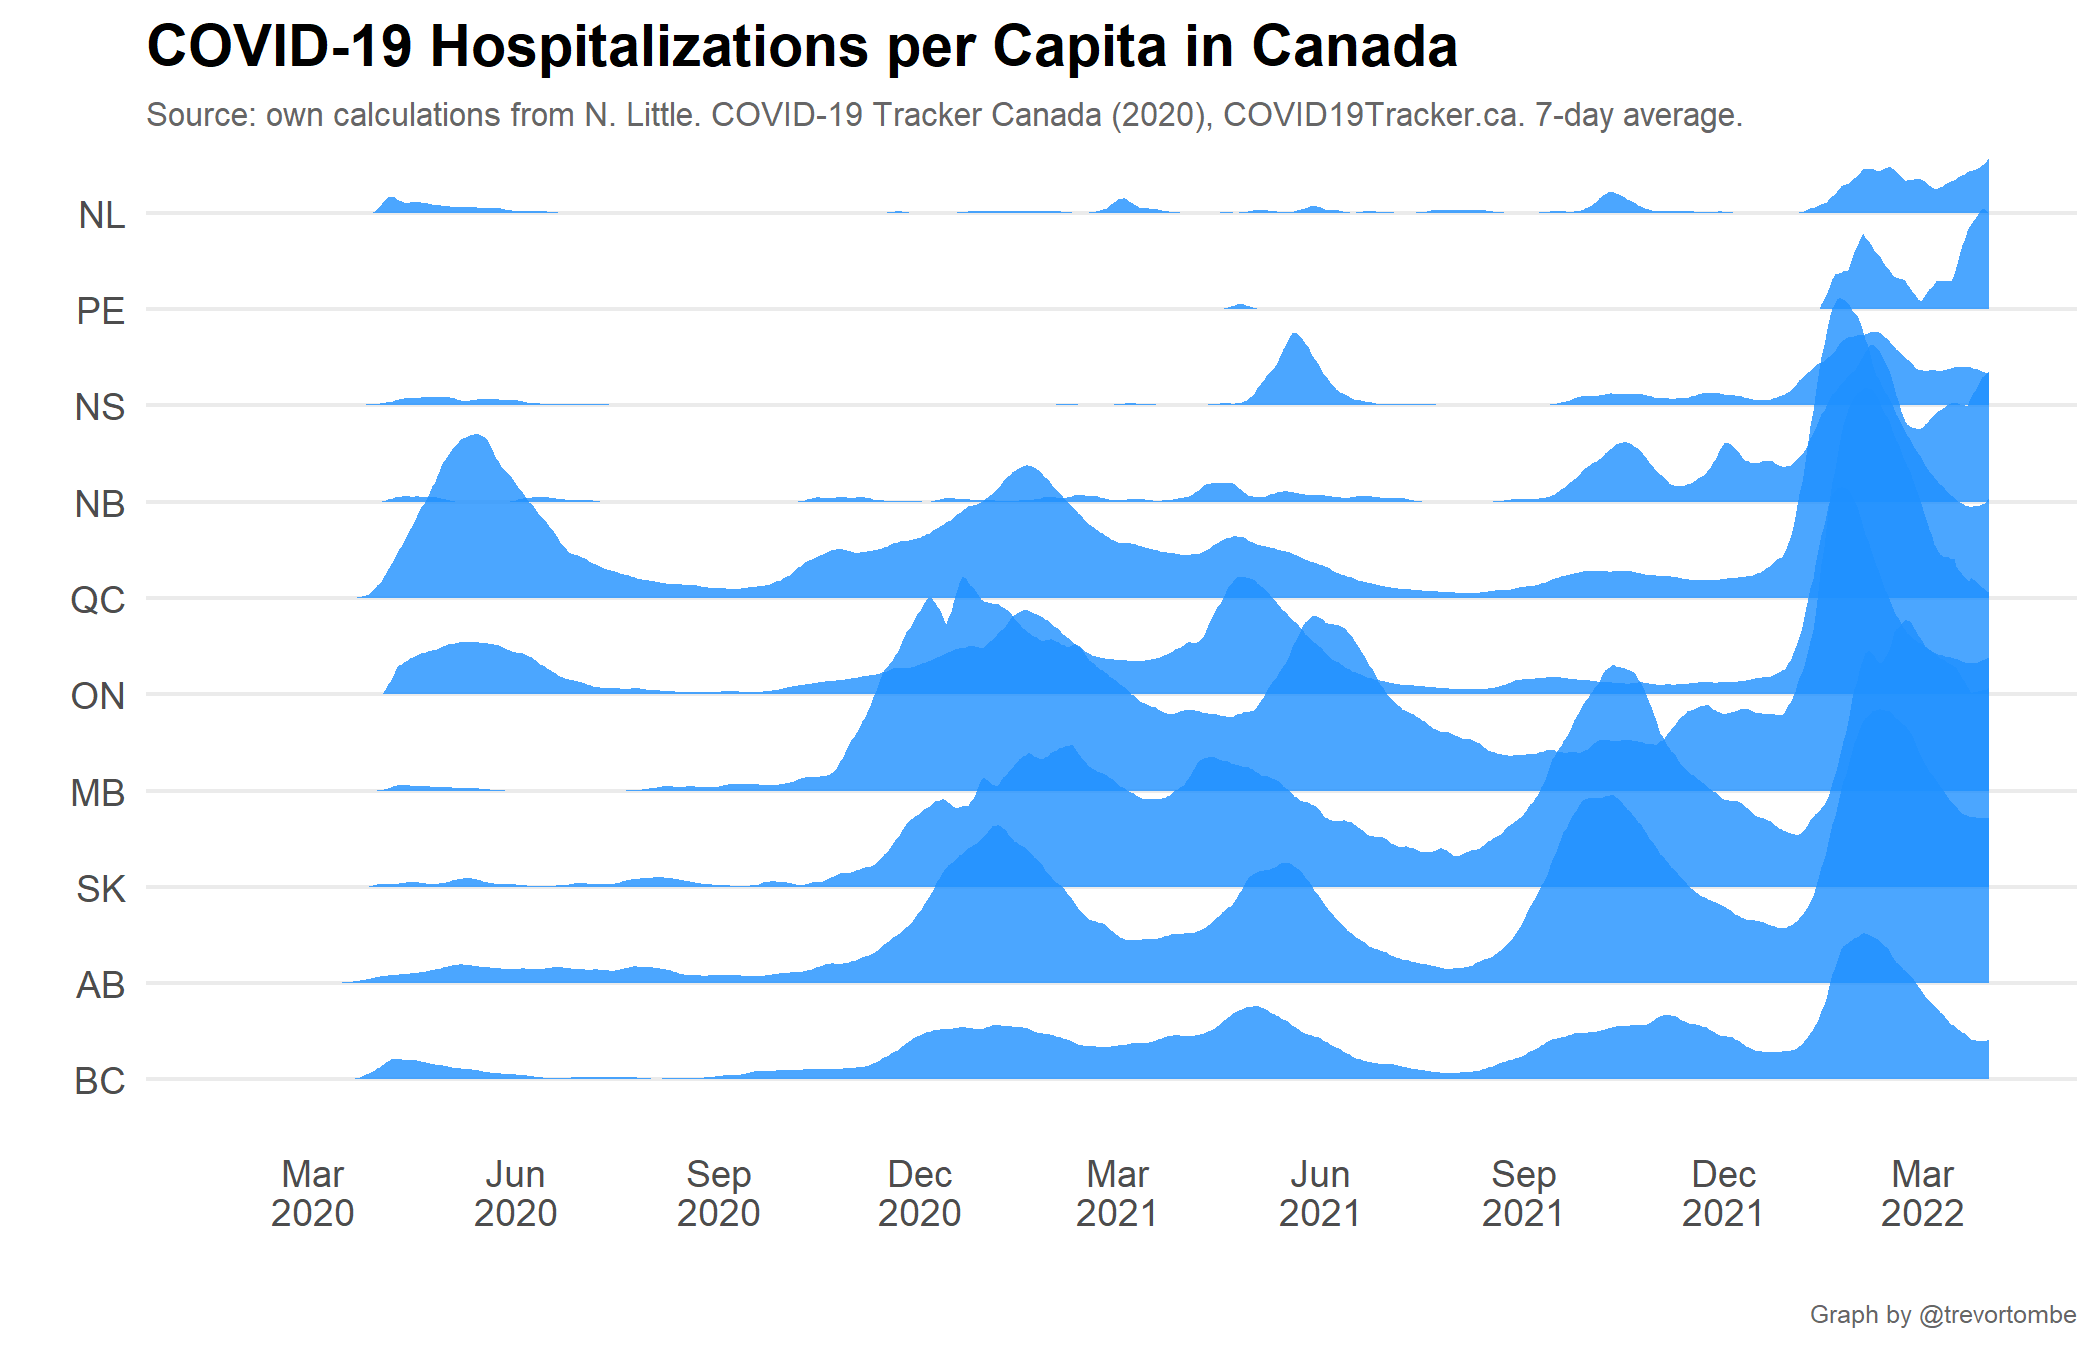 COVID-19 Hospitalizations per Capita in Canada
Source: own calculations from N. Little. COVID-19 Tracker Canada (2020), COVID19Tracker.ca. 7-day average.
NL
PE
NS
NB
QC
ON
MB
SK
AB
BC
Mar Jun Sep Dec Mar Jun Sep Dec Mar
2020 2020 2020 2020 2021 2021 2021 2021 2022
Graph by @trevortombe